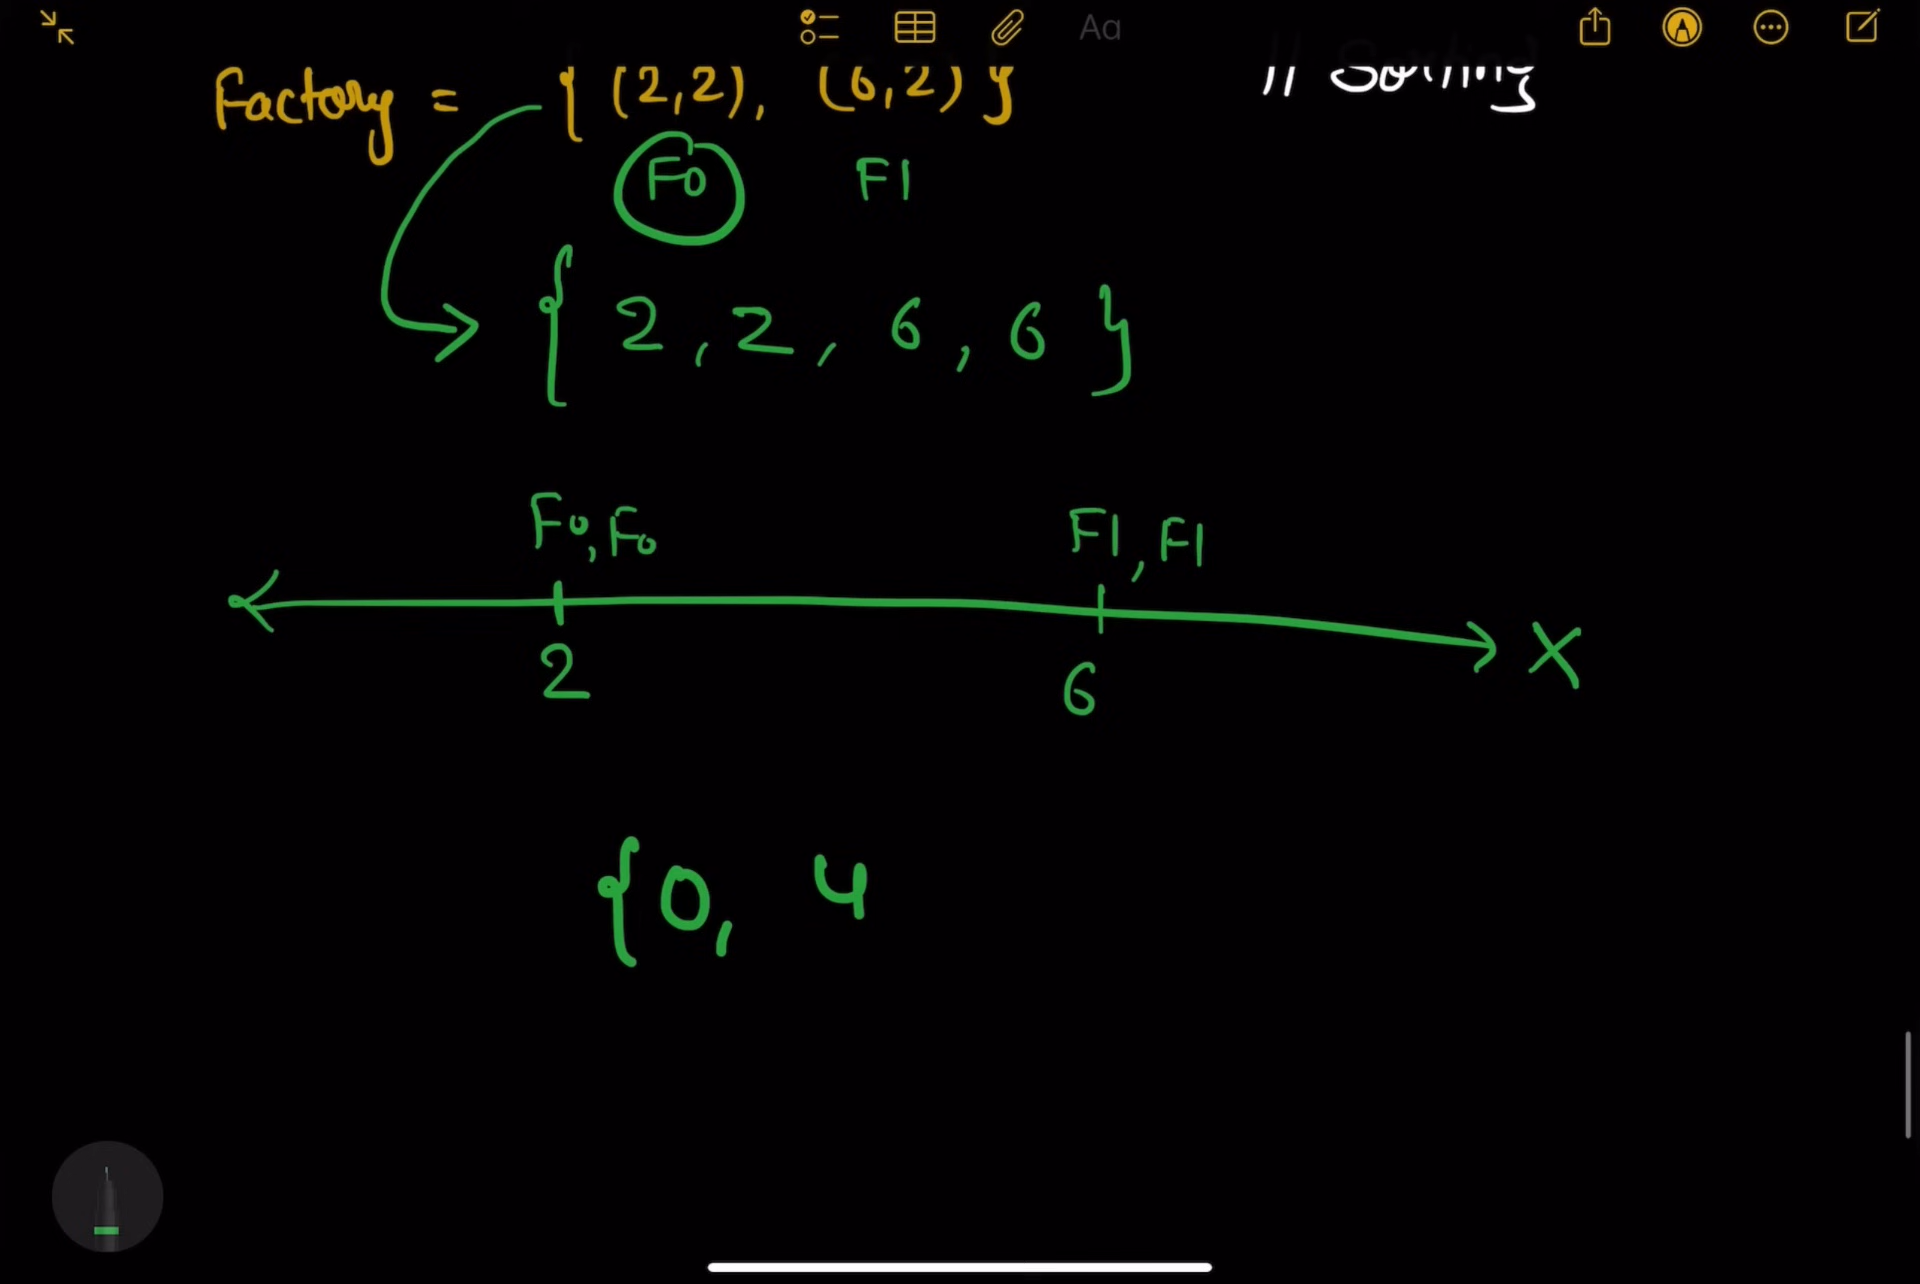 Aa
Factory = { (2,2), (6,2) } // Sorting
F0 F1
{ 2, 2, 6, 6 }
F0, F0 F1, F1
X
2 6
{0, 4